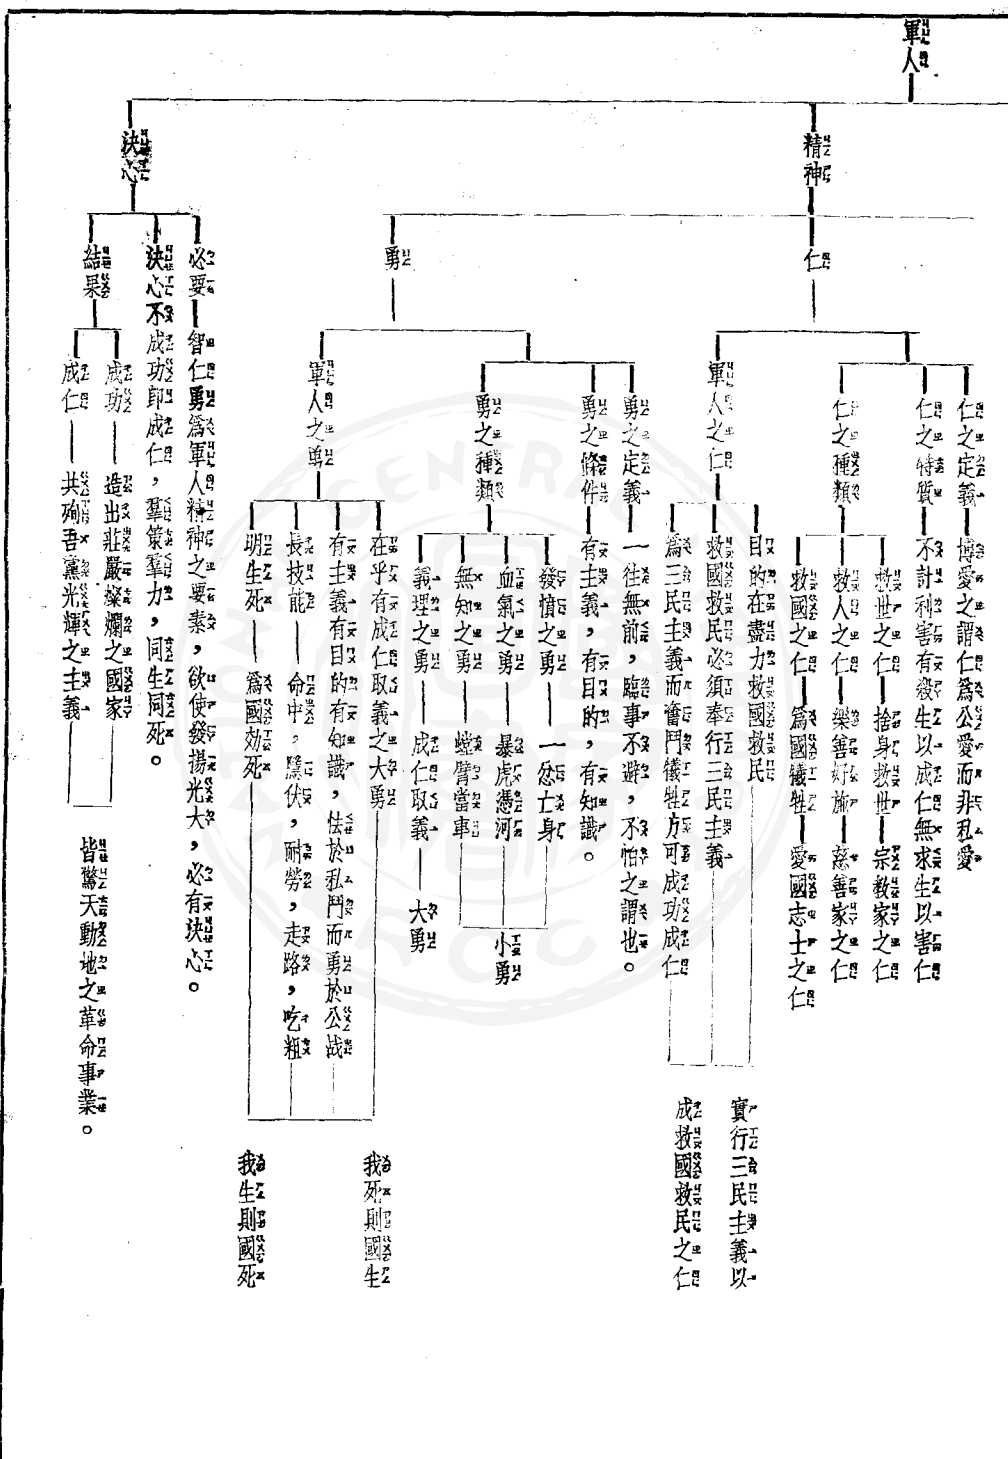 軍人
精神
仁
仁之定義
博愛之謂仁為公愛而非私愛
仁之特質
不計利害有殺生以成仁無求生以害仁
仁之種類
救世之仁
捨身救世
宗教家之仁
救人之仁
樂善好施
慈善家之仁
救國之仁
為國犧牲
愛國志士之仁
軍人之仁
目的在盡力救國救民
救國救民必須奉行三民主義
為三民主義而奮鬥犧牲方可成功成仁
實行三民主義以
成救國救民之仁
勇
勇之定義
一往無前,臨事不避,不怕之謂也。
勇之條件
有主義,有目的,有知識。
勇之種類
發憤之勇
一忿亡身
血氣之勇
暴虎憑河
無知之勇
螳臂當車
小勇
義理之勇
成仁取義
大勇
軍人之勇
在乎有成仁取義之大勇
有主義有目的有知識,怯於私鬥而勇於公战
長技能
命中,隱伏,耐勞,走路,吃粗
明生死
為國効死
我死則國生
我生則國死
決心
必要
智仁勇為軍人精神之要素,欲使發揚光大,必有決心。
決心不成功即成仁,羣策羣力,同生同死。
結果
成功
造出莊嚴燦爛之國家
成仁
共殉吾黨光輝之主義
皆驚天動地之革命事業。
CENTRAL
ROC